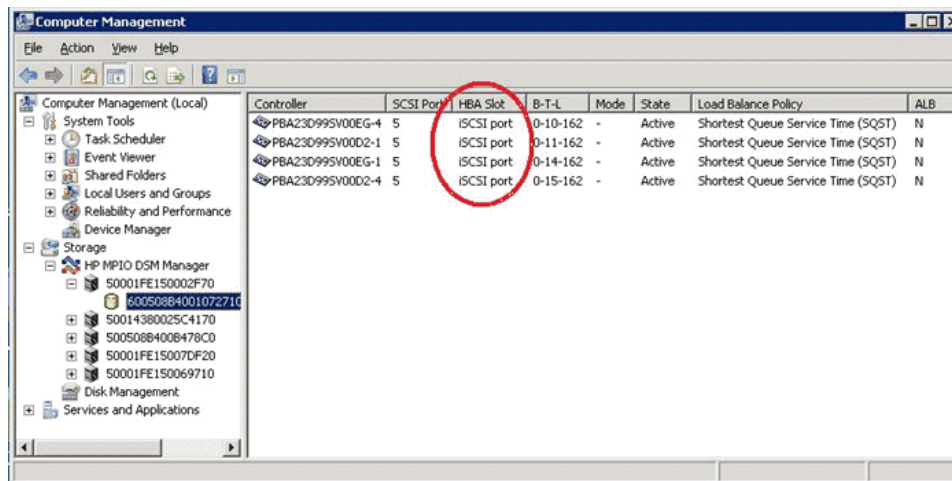 Computer Management
File Action View Help
Computer Management (Local)
System Tools
Task Scheduler
Event Viewer
Shared Folders
Local Users and Groups
Reliability and Performance
Device Manager
Storage
HP MPIO DSM Manager
50001FE150002F70
600508B4001072710
50014380025C4170
500508B400B478C0
50001FE15007DF20
50001FE150069710
Disk Management
Services and Applications
Controller SCSI Port HBA Slot B-T-L Mode State Load Balance Policy ALB
PBA23D99SV00EG-4 5 iSCSI port 0-10-162 - Active Shortest Queue Service Time (SQST) N
PBA23D99SV00D2-1 5 iSCSI port 0-11-162 - Active Shortest Queue Service Time (SQST) N
PBA23D99SV00EG-1 5 iSCSI port 0-14-162 - Active Shortest Queue Service Time (SQST) N
PBA23D99SV00D2-4 5 iSCSI port 0-15-162 - Active Shortest Queue Service Time (SQST) N